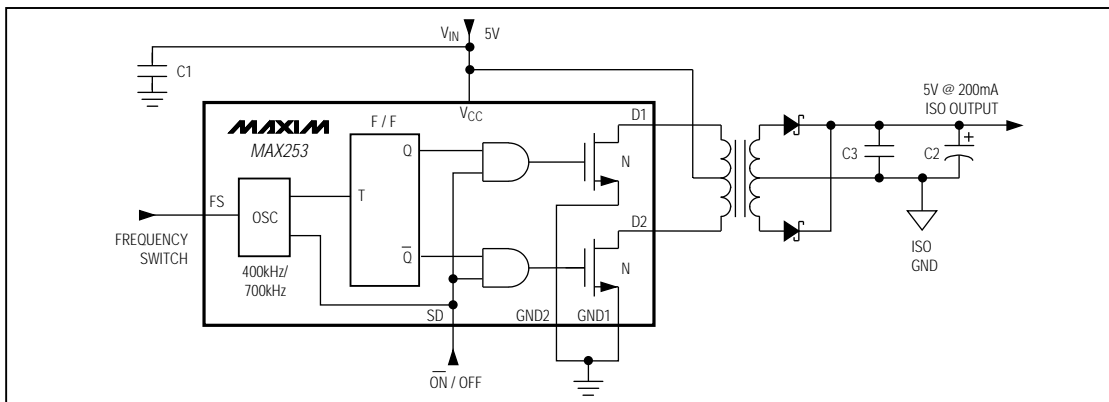 V_IN 5V
C1
V_CC
MAXIM
MAX253
F / F
Q
T
Q̅
FS
OSC
FREQUENCY
SWITCH
400kHz/
700kHz
SD
O̅N̅ / OFF
D1
N
D2
N
GND2
GND1
5V @ 200mA
ISO OUTPUT
C3
C2
+
ISO
GND